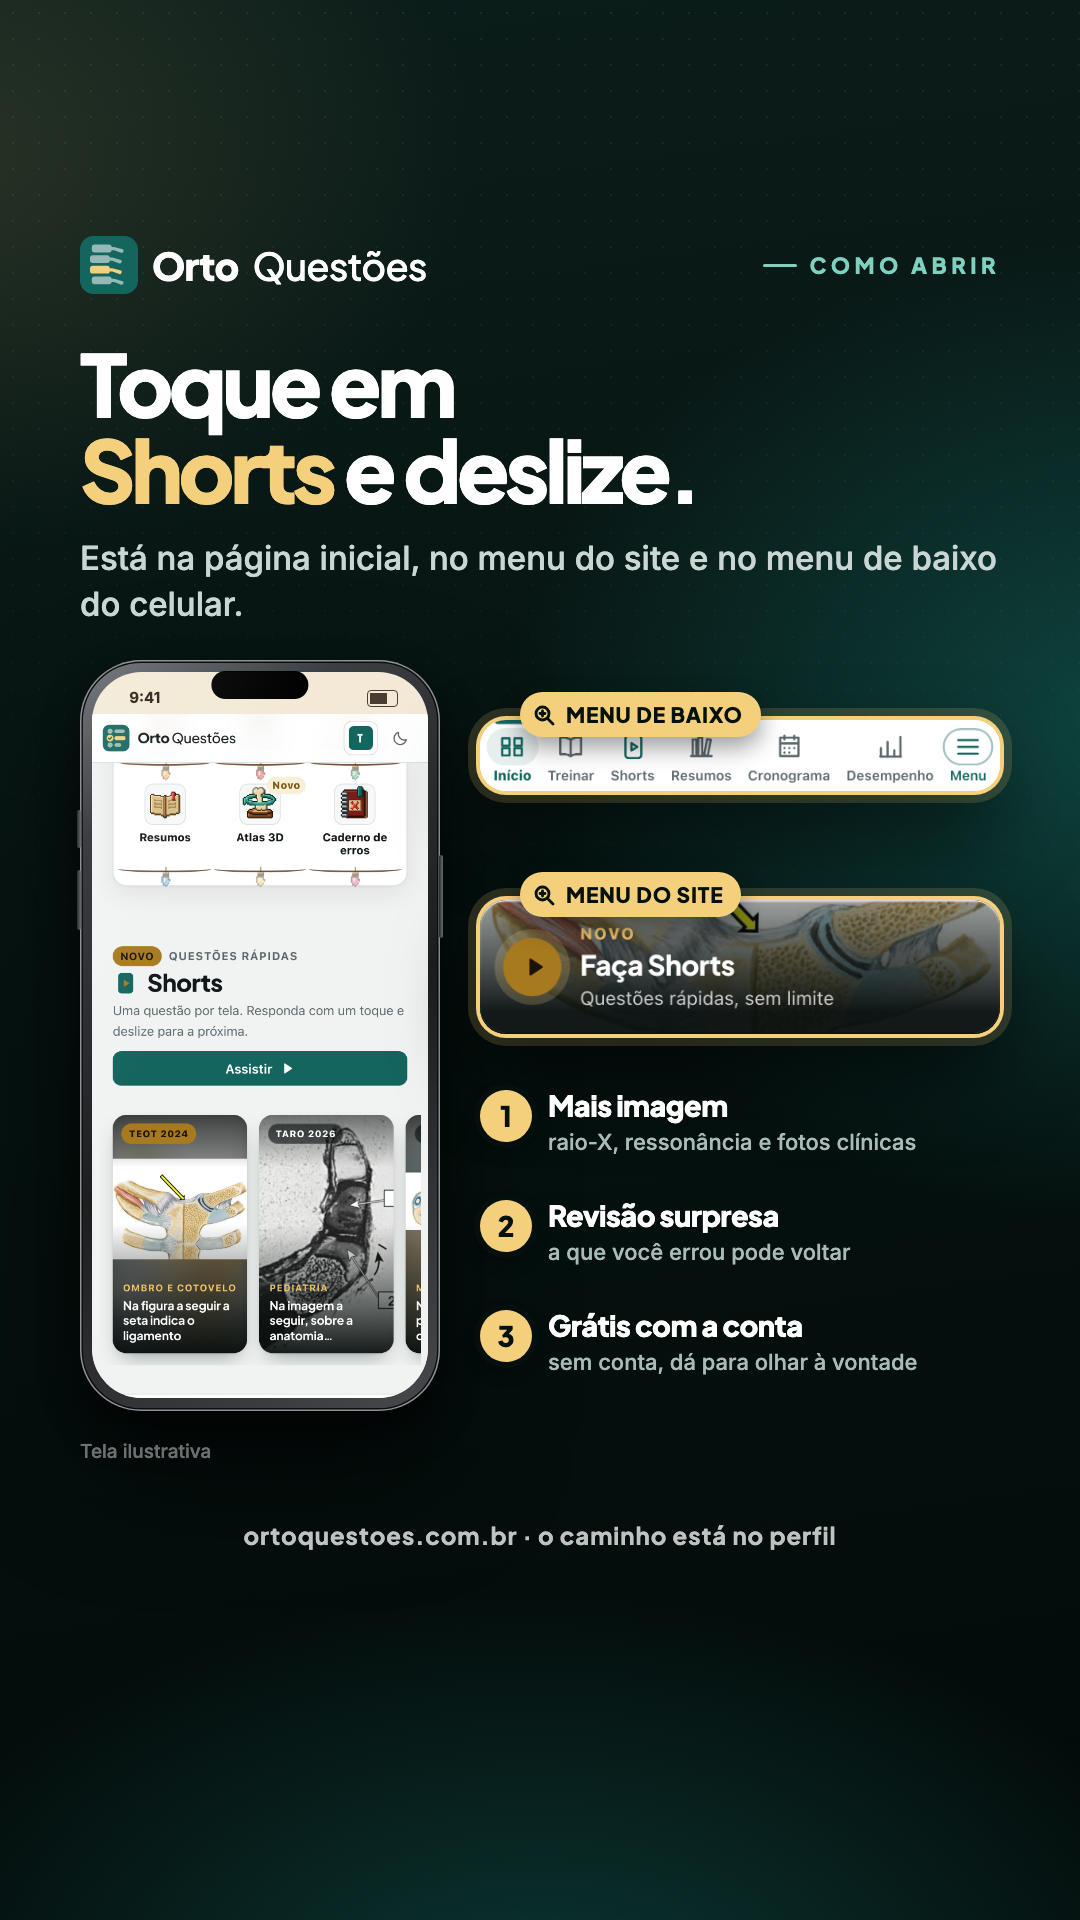 Orto Questões
COMO ABRIR
Toque em
Shorts e deslize.
Está na página inicial, no menu do site e no menu de baixo
do celular.
9:41
Orto Questões
T
Novo
Resumos
Atlas 3D
Caderno de
erros
NOVO
QUESTÕES RÁPIDAS
Shorts
Uma questão por tela. Responda com um toque e
deslize para a próxima.
Assistir
TEOT 2024
OMBRO E COTOVELO
Na figura a seguir a
seta indica o
ligamento
TARO 2026
2
PEDIATRIA
Na imagem a
seguir, sobre a
anatomia...
Tela ilustrativa
MENU DE BAIXO
Início
Treinar
Shorts
Resumos
Cronograma
Desempenho
Menu
MENU DO SITE
NOVO
Faça Shorts
Questões rápidas, sem limite
1
Mais imagem
raio-X, ressonância e fotos clínicas
2
Revisão surpresa
a que você errou pode voltar
3
Grátis com a conta
sem conta, dá para olhar à vontade
ortoquestoes.com.br · o caminho está no perfil